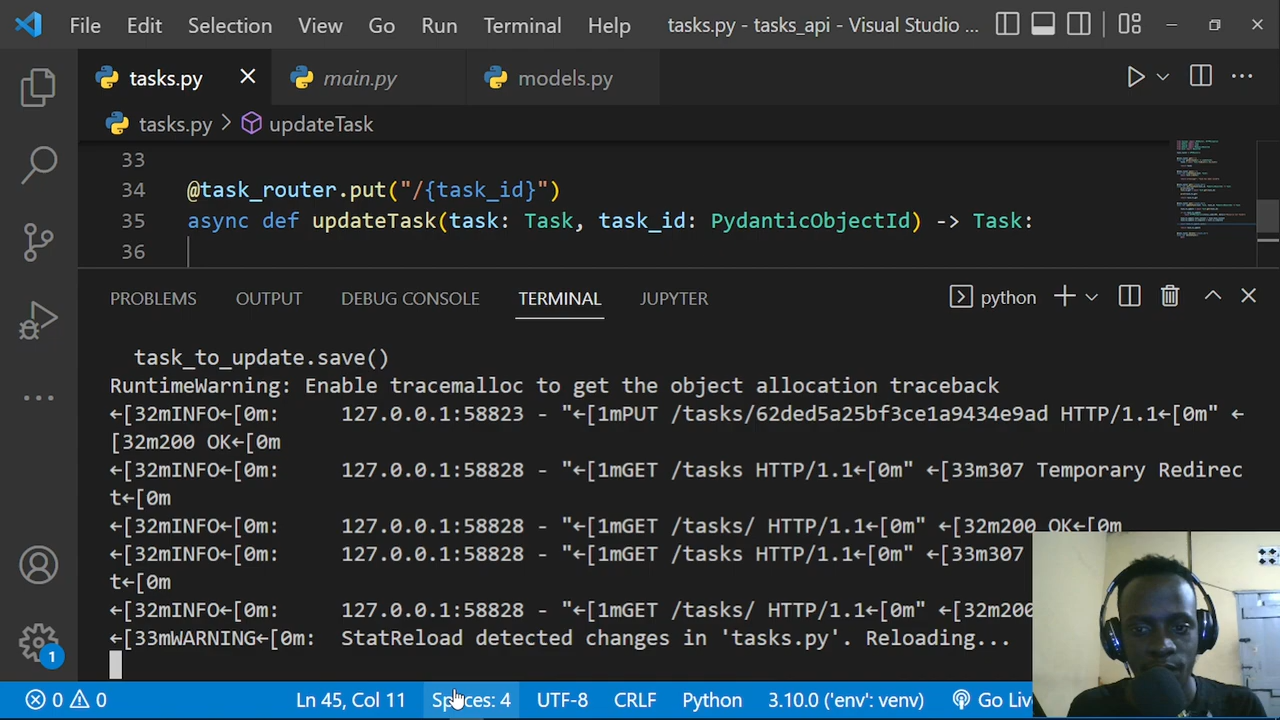 File Edit Selection View Go Run Terminal Help tasks.py - tasks_api - Visual Studio ...
tasks.py main.py models.py
tasks.py > updateTask
33
34 @task_router.put("/{task_id}")
35 async def updateTask(task: Task, task_id: PydanticObjectId) -> Task:
36
PROBLEMS OUTPUT DEBUG CONSOLE TERMINAL JUPYTER python
task_to_update.save()
RuntimeWarning: Enable tracemalloc to get the object allocation traceback
←[32mINFO←[0m: 127.0.0.1:58823 - "←[1mPUT /tasks/62ded5a25bf3ce1a9434e9ad HTTP/1.1←[0m" ←
[32m200 OK←[0m
←[32mINFO←[0m: 127.0.0.1:58828 - "←[1mGET /tasks HTTP/1.1←[0m" ←[33m307 Temporary Redirec
t←[0m
←[32mINFO←[0m: 127.0.0.1:58828 - "←[1mGET /tasks/ HTTP/1.1←[0m" ←[32m200 OK←[0m
←[32mINFO←[0m: 127.0.0.1:58828 - "←[1mGET /tasks HTTP/1.1←[0m" ←[33m307
t←[0m
←[32mINFO←[0m: 127.0.0.1:58828 - "←[1mGET /tasks/ HTTP/1.1←[0m" ←[32m200
←[33mWARNING←[0m: StatReload detected changes in 'tasks.py'. Reloading...
1
0 0 Ln 45, Col 11 Spaces: 4 UTF-8 CRLF Python 3.10.0 ('env': venv) Go Liv